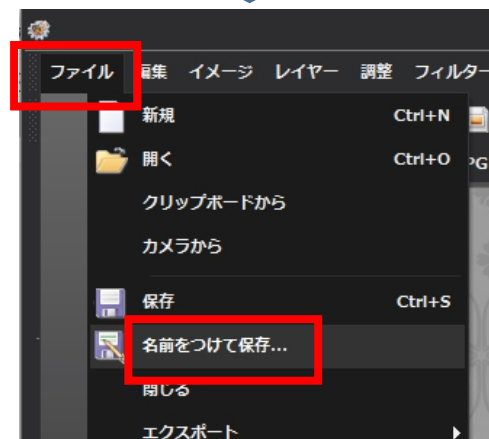 ファイル 編集 イメージ レイヤー 調整 フィルター
新規 Ctrl+N
開く Ctrl+O PG
クリップボードから
カメラから
保存 Ctrl+S
名前をつけて保存...
閉じる
エクスポート